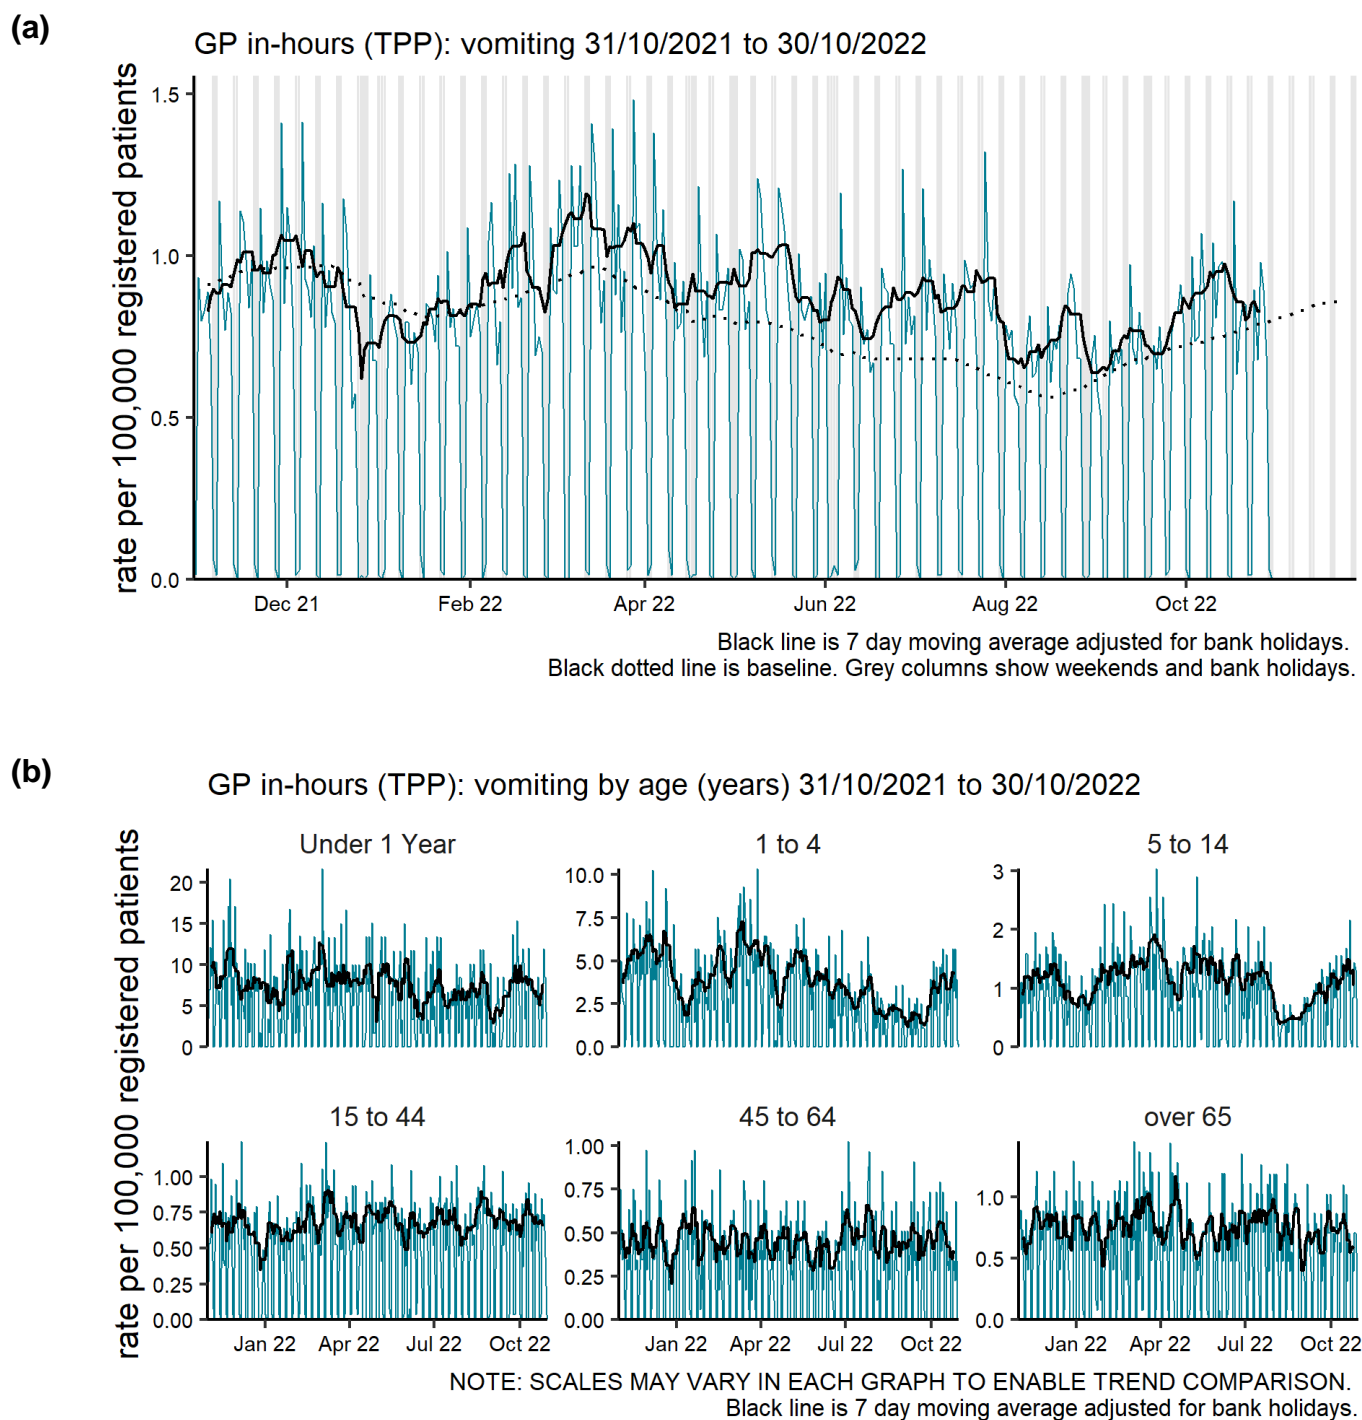 (a)
GP in-hours (TPP): vomiting 31/10/2021 to 30/10/2022
rate per 100,000 registered patients
1.5
1.0
0.5
0.0
Dec 21 Feb 22 Apr 22 Jun 22 Aug 22 Oct 22
Black line is 7 day moving average adjusted for bank holidays.
Black dotted line is baseline. Grey columns show weekends and bank holidays.
(b)
GP in-hours (TPP): vomiting by age (years) 31/10/2021 to 30/10/2022
rate per 100,000 registered patients
Under 1 Year
20
15
10
5
0
1 to 4
10.0
7.5
5.0
2.5
0.0
5 to 14
3
2
1
0
15 to 44
1.00
0.75
0.50
0.25
0.00
Jan 22 Apr 22 Jul 22 Oct 22
45 to 64
1.00
0.75
0.50
0.25
0.00
Jan 22 Apr 22 Jul 22 Oct 22
over 65
1.0
0.5
0.0
Jan 22 Apr 22 Jul 22 Oct 22
NOTE: SCALES MAY VARY IN EACH GRAPH TO ENABLE TREND COMPARISON.
Black line is 7 day moving average adjusted for bank holidays.